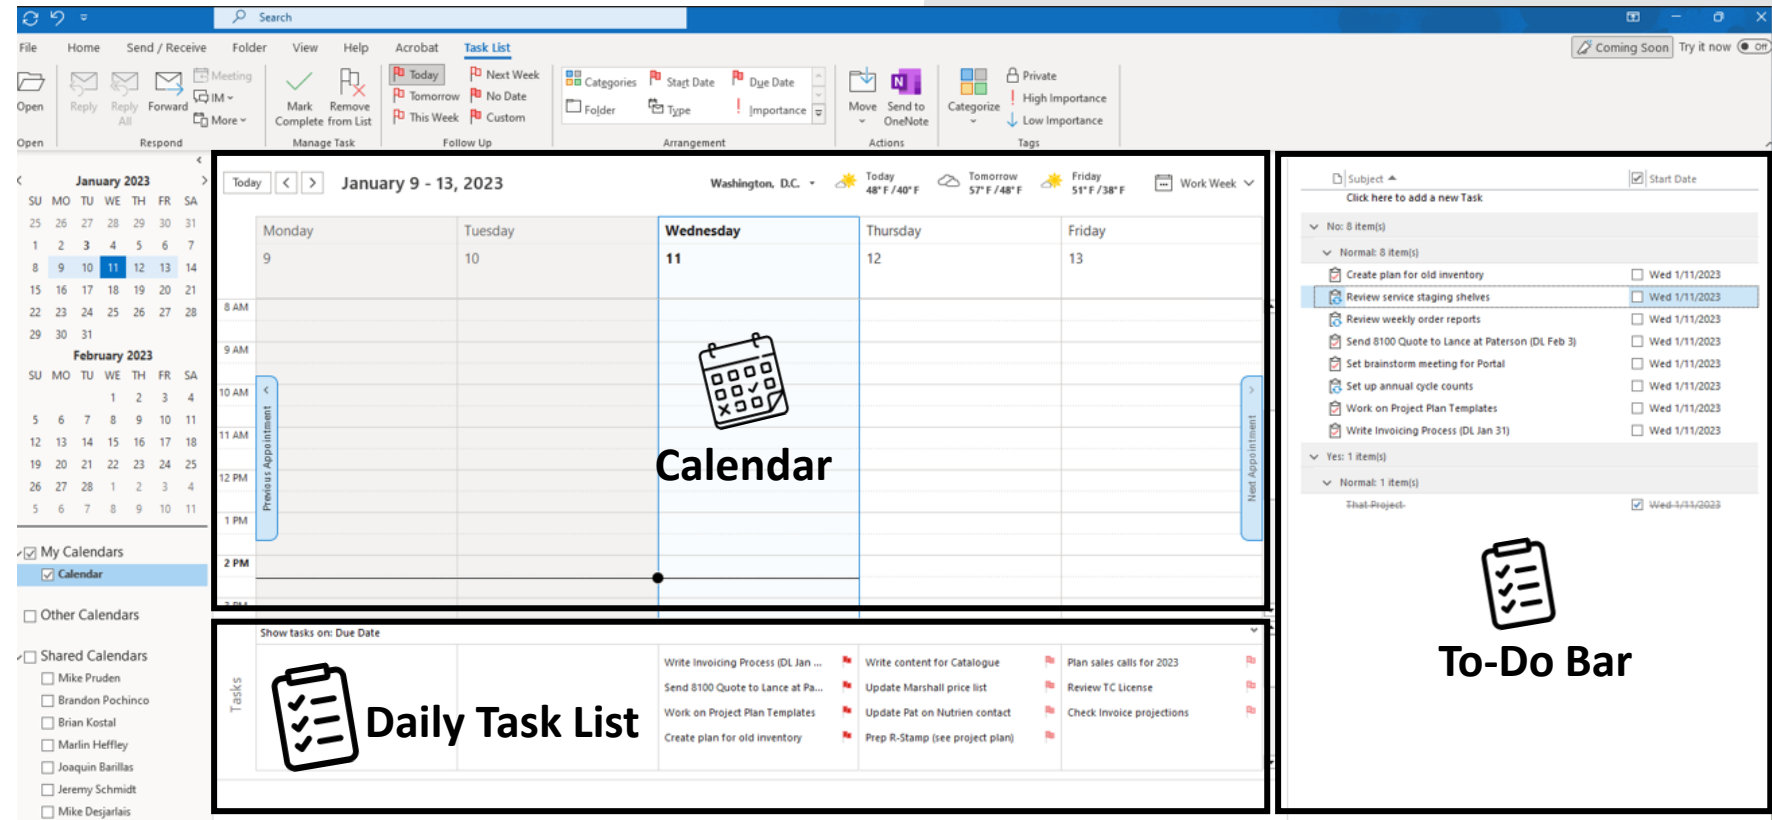 Search
File Home Send / Receive Folder View Help Acrobat Task List
Coming Soon Try it now Off
Open
Open
Reply
Reply All
Forward
Meeting
IM
More
Respond
Mark Complete
Remove from List
Manage Task
Today
Tomorrow
This Week
Next Week
No Date
Custom
Follow Up
Categories Start Date Due Date
Folder Type Importance
Arrangement
Move
Send to OneNote
Actions
Categorize
Private
High Importance
Low Importance
Tags
January 2023
SU MO TU WE TH FR SA
25 26 27 28 29 30 31
1 2 3 4 5 6 7
8 9 10 11 12 13 14
15 16 17 18 19 20 21
22 23 24 25 26 27 28
29 30 31
February 2023
SU MO TU WE TH FR SA
1 2 3 4
5 6 7 8 9 10 11
12 13 14 15 16 17 18
19 20 21 22 23 24 25
26 27 28 1 2 3 4
5 6 7 8 9 10 11
My Calendars
Calendar
Other Calendars
Shared Calendars
Mike Pruden
Brandon Pochinco
Brian Kostal
Marlin Heffley
Joaquin Barillas
Jeremy Schmidt
Mike Desjarlais
Today January 9 - 13, 2023
Washington, D.C.
Today
48° F / 40° F
Tomorrow
57° F / 48° F
Friday
51° F / 38° F
Work Week
Monday Tuesday Wednesday Thursday Friday
9 10 11 12 13
8 AM
9 AM
10 AM
11 AM
12 PM
1 PM
2 PM
3 PM
Previous Appointment
Next Appointment
Calendar
Show tasks on: Due Date
Tasks
Daily Task List
Write Invoicing Process (DL Jan ...
Send 8100 Quote to Lance at Pa...
Work on Project Plan Templates
Create plan for old inventory
Write content for Catalogue
Update Marshall price list
Update Pat on Nutrien contact
Prep R-Stamp (see project plan)
Plan sales calls for 2023
Review TC License
Check Invoice projections
Subject Start Date
Click here to add a new Task
No: 8 item(s)
Normal: 8 item(s)
Create plan for old inventory Wed 1/11/2023
Review service staging shelves Wed 1/11/2023
Review weekly order reports Wed 1/11/2023
Send 8100 Quote to Lance at Paterson (DL Feb 3) Wed 1/11/2023
Set brainstorm meeting for Portal Wed 1/11/2023
Set up annual cycle counts Wed 1/11/2023
Work on Project Plan Templates Wed 1/11/2023
Write Invoicing Process (DL Jan 31) Wed 1/11/2023
Yes: 1 item(s)
Normal: 1 item(s)
That Project Wed 1/11/2023
To-Do Bar